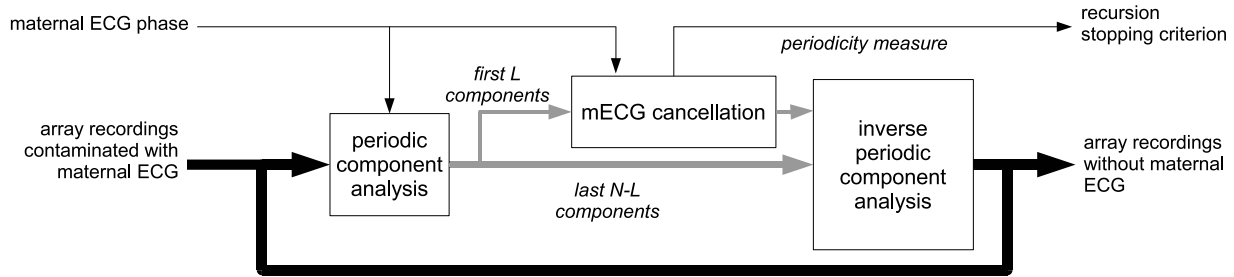 maternal ECG phase
recursion
stopping criterion
periodicity measure
first L
components
mECG cancellation
array recordings
contaminated with
maternal ECG
periodic
component
analysis
inverse
periodic
component
analysis
array recordings
without maternal
ECG
last N-L
components